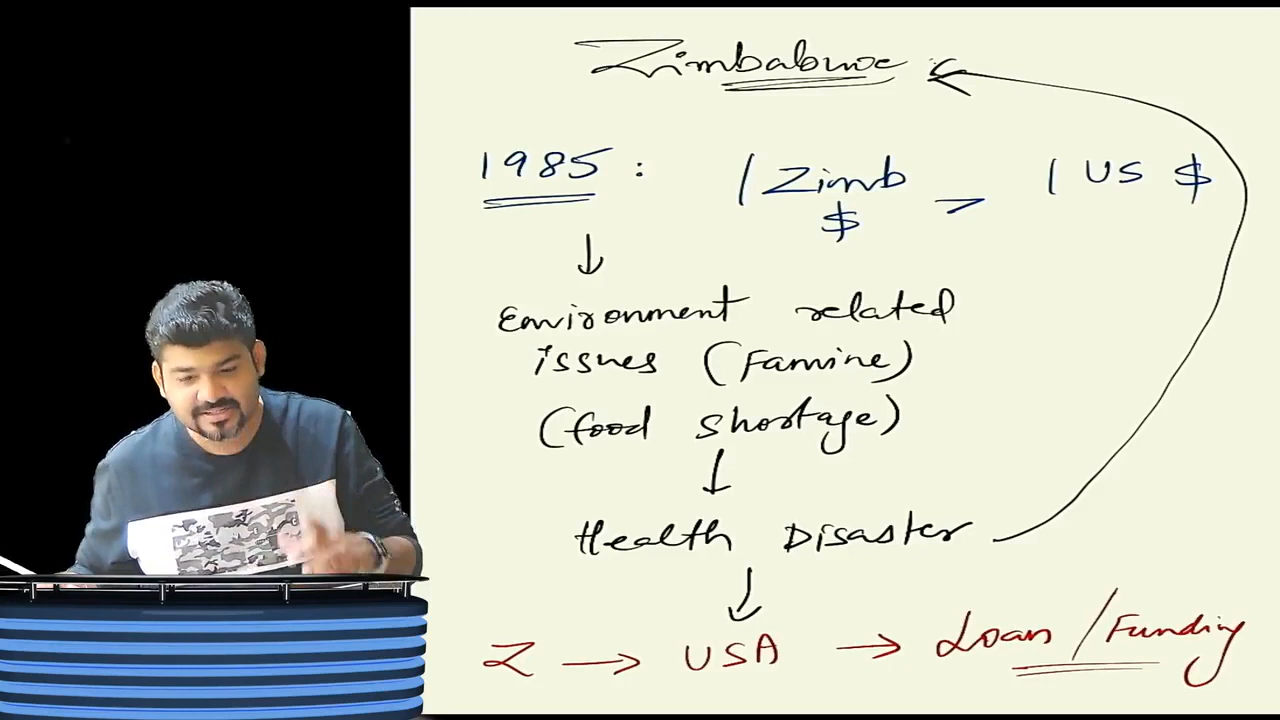 Zimbabwe
1985 : 1 Zimb $ > 1 US $
Environment related
issues (Famine)
(food shortage)
Health Disaster
Z → USA → Loan / Funding